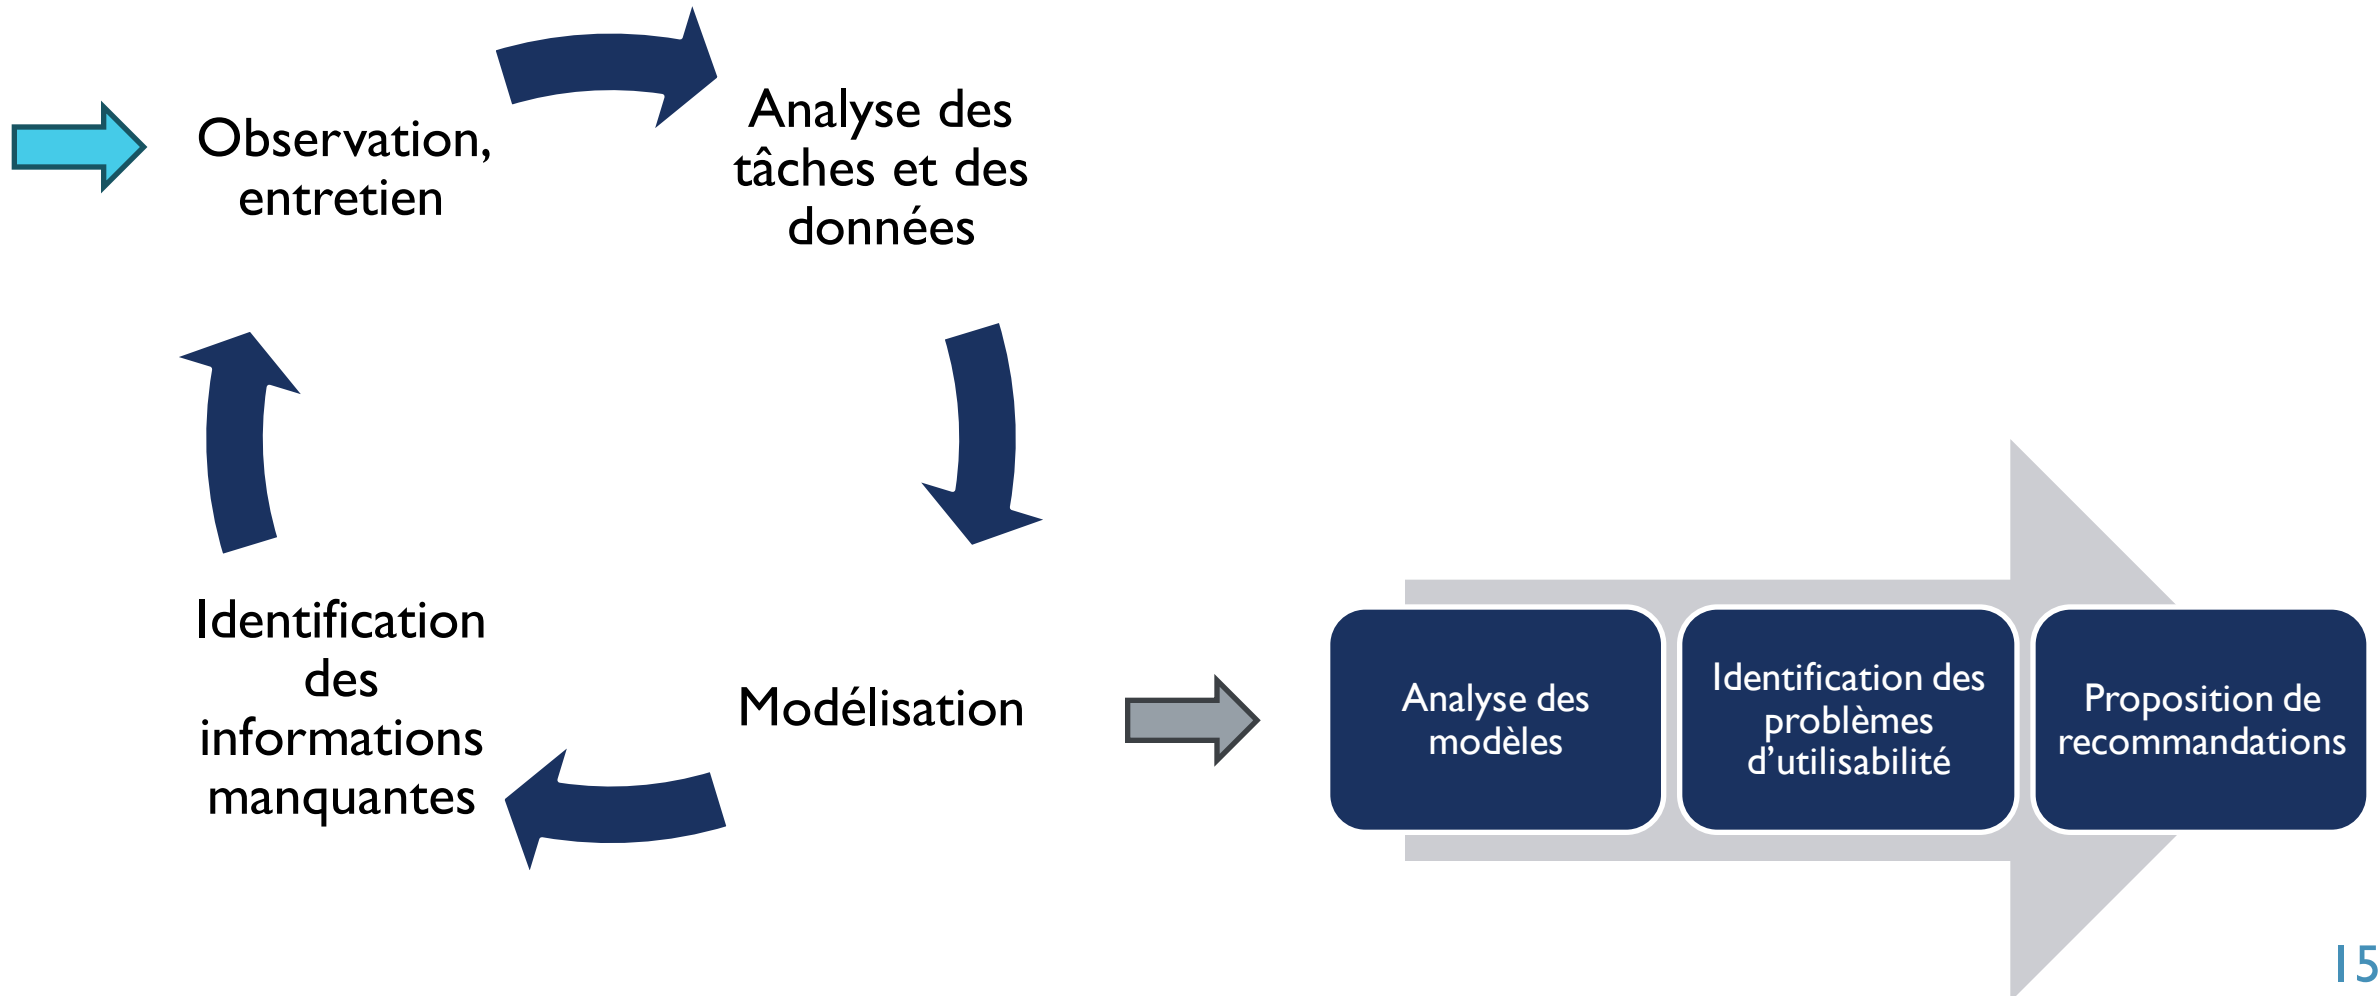 Observation,
entretien
Analyse des
tâches et des
données
Identification
des
informations
manquantes
Modélisation
Analyse des
modèles
Identification des
problèmes
d’utilisabilité
Proposition de
recommandations
15